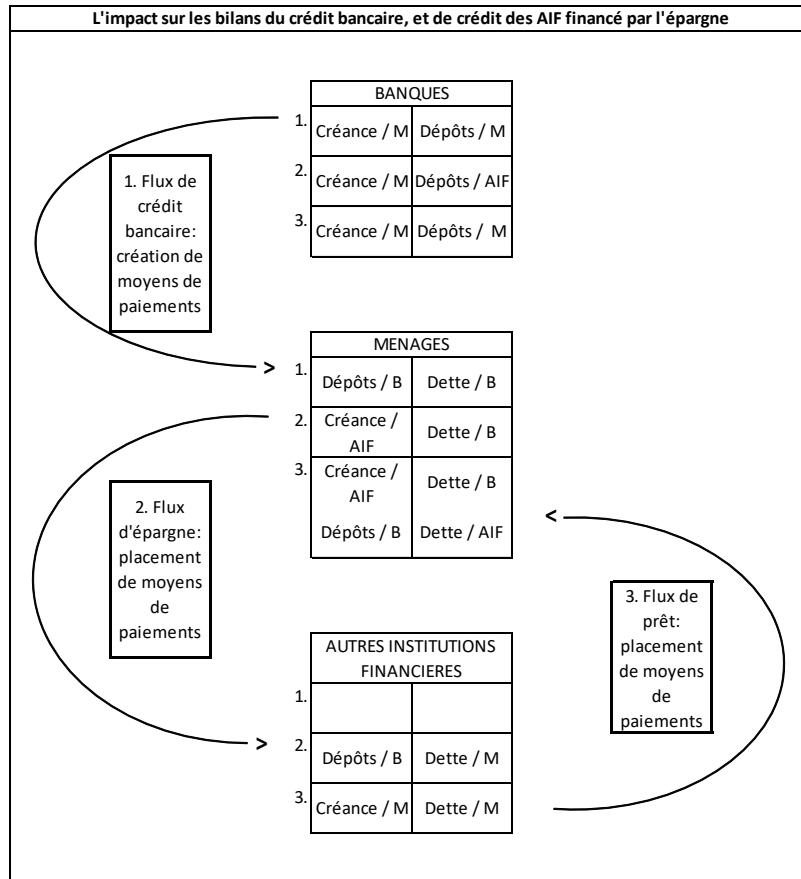 L'impact sur les bilans du crédit bancaire, et de crédit des AIF financé par l'épargne
BANQUES
1. Créance / M Dépôts / M
2. Créance / M Dépôts / AIF
3. Créance / M Dépôts / M
1. Flux de
crédit
bancaire:
création de
moyens de
paiements
MENAGES
>
1. Dépôts / B Dette / B
2. Créance /
AIF
Dette / B
3. Créance /
AIF
Dette / B
Dépôts / B Dette / AIF
<
2. Flux
d'épargne:
placement
de moyens
de
paiements
3. Flux de
prêt:
placement
de moyens
de
paiements
AUTRES INSTITUTIONS
FINANCIERES
1.
>
2. Dépôts / B Dette / M
3. Créance / M Dette / M